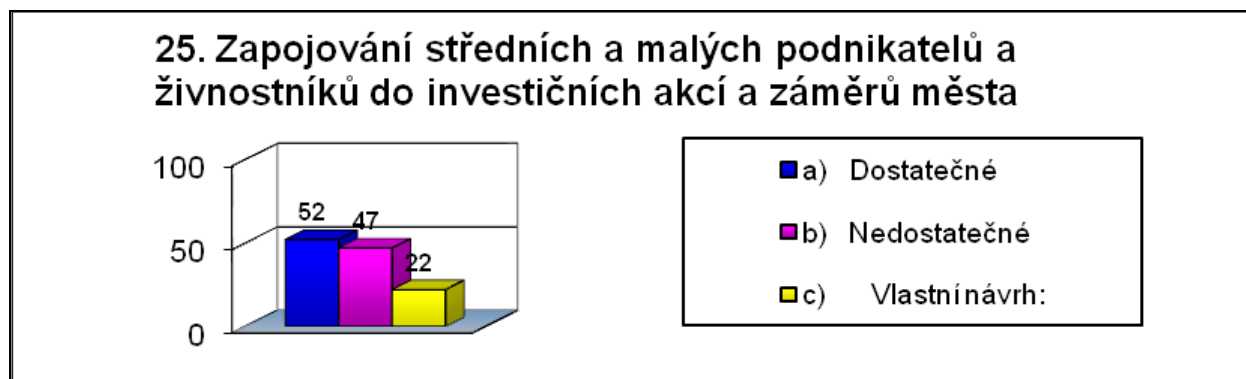 25. Zapojování středních a malých podnikatelů a
živnostníků do investičních akcí a záměrů města
100
50
0
52
47
22
a) Dostatečné
b) Nedostatečné
c) Vlastní návrh: